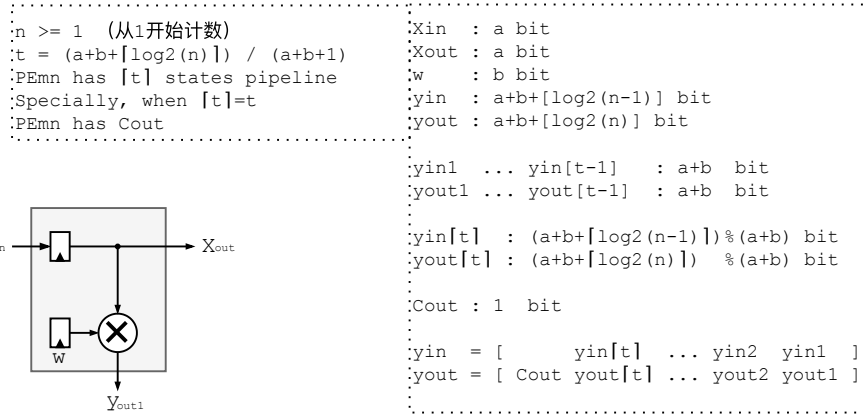 n >= 1 （从1开始计数）
t = (a+b+⌈log2(n)⌉) / (a+b+1)
PEmn has ⌈t⌉ states pipeline
Specially, when ⌈t⌉=t
PEmn has Cout
Xin : a bit
Xout : a bit
w : b bit
yin : a+b+[log2(n-1)] bit
yout : a+b+[log2(n)] bit
yin1 ... yin[t-1] : a+b bit
yout1 ... yout[t-1] : a+b bit
yin⌈t⌉ : (a+b+⌈log2(n-1)⌉)%(a+b) bit
yout⌈t⌉ : (a+b+⌈log2(n)⌉) %(a+b) bit
Cout : 1 bit
yin = [ yin⌈t⌉ ... yin2 yin1 ]
yout = [ Cout yout⌈t⌉ ... yout2 yout1 ]
n
Xout
w
yout1